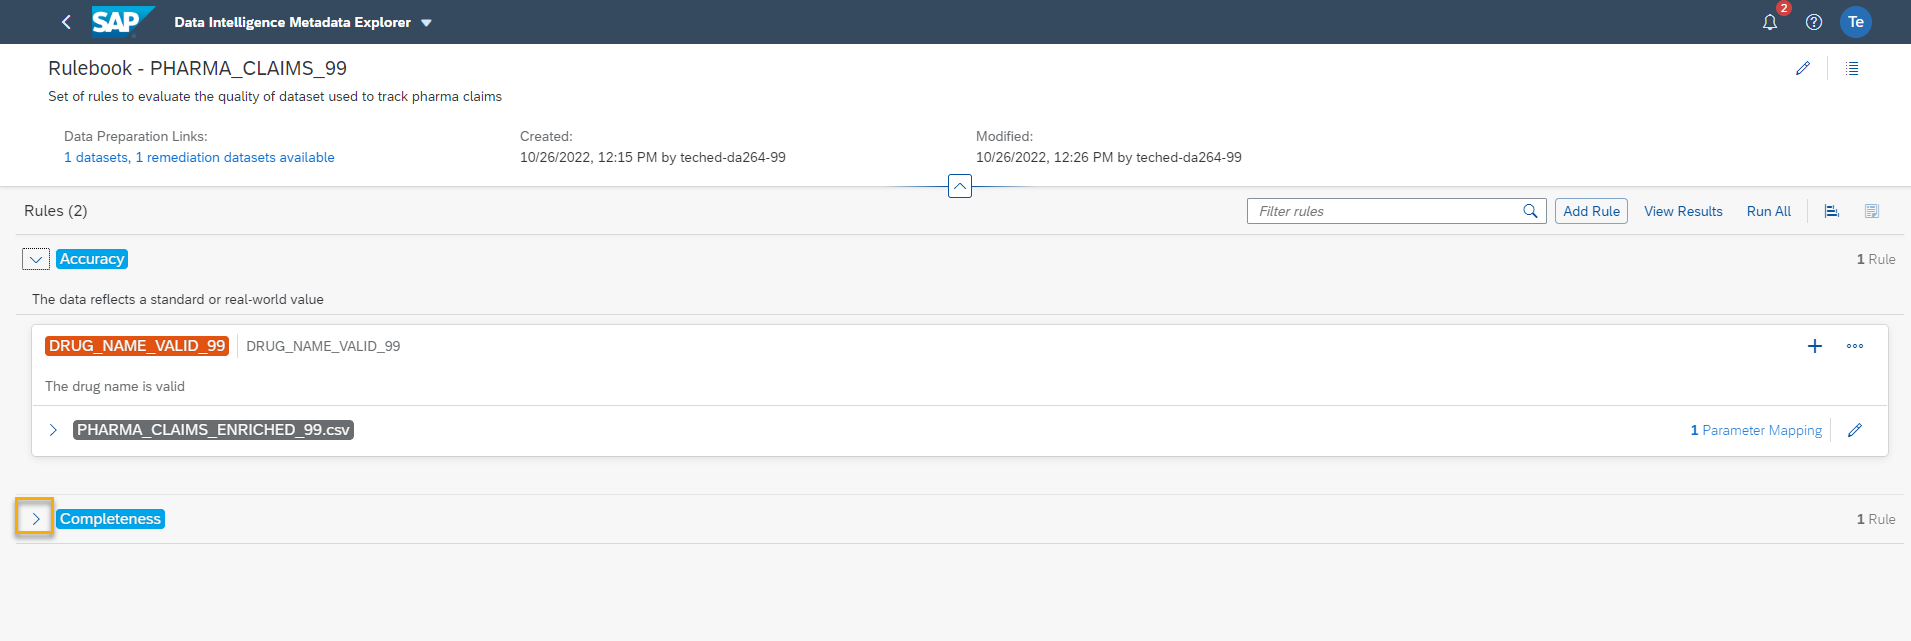 SAP Data Intelligence Metadata Explorer
2
Te
Rulebook - PHARMA_CLAIMS_99
Set of rules to evaluate the quality of dataset used to track pharma claims
Data Preparation Links:
1 datasets, 1 remediation datasets available
Created:
10/26/2022, 12:15 PM by teched-da264-99
Modified:
10/26/2022, 12:26 PM by teched-da264-99
Rules (2)
Filter rules
Add Rule
View Results
Run All
Accuracy
1 Rule
The data reflects a standard or real-world value
DRUG_NAME_VALID_99 DRUG_NAME_VALID_99
The drug name is valid
PHARMA_CLAIMS_ENRICHED_99.csv
1 Parameter Mapping
Completeness
1 Rule